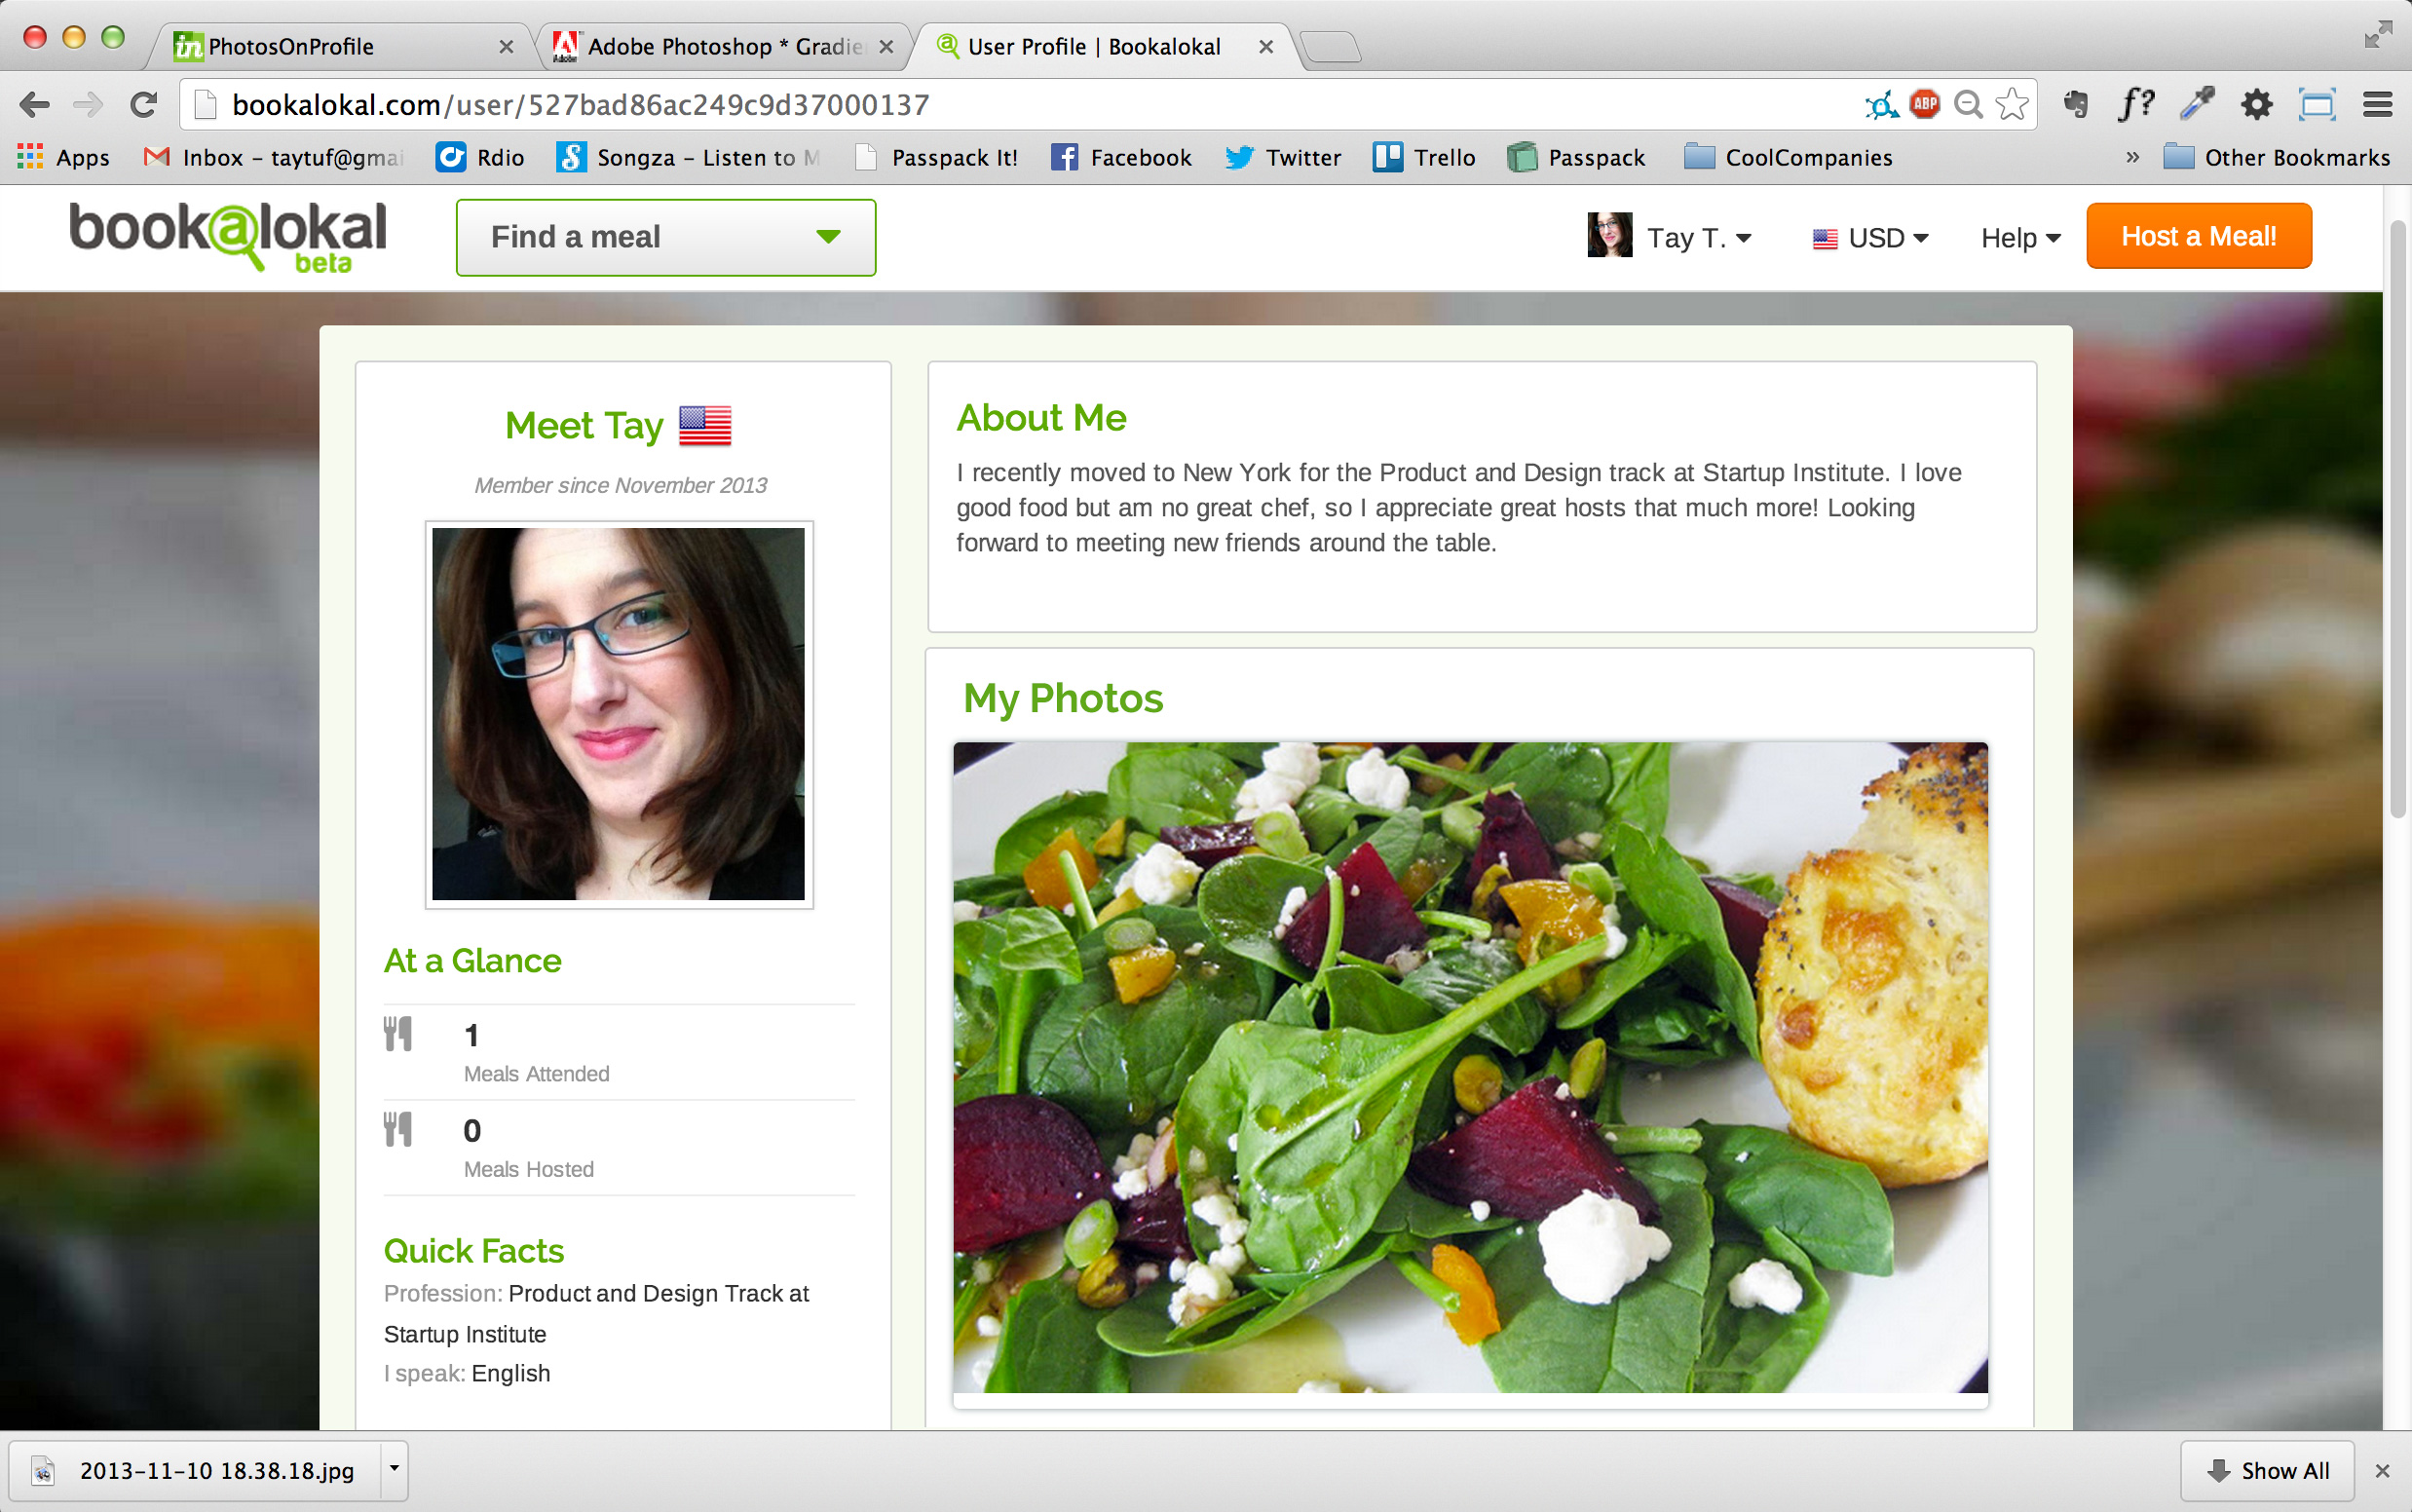 PhotosOnProfile
Adobe Photoshop * Gradie
User Profile | Bookalokal
bookalokal.com/user/527bad86ac249c9d37000137
ABP
f?
Apps
Inbox – taytuf@gmai
Rdio
Songza – Listen to M
Passpack It!
Facebook
Twitter
Trello
Passpack
CoolCompanies
»
Other Bookmarks
bookalokal
beta
Find a meal
Tay T.
USD
Help
Host a Meal!
Meet Tay
Member since November 2013
At a Glance
1
Meals Attended
0
Meals Hosted
Quick Facts
Profession: Product and Design Track at
Startup Institute
I speak: English
About Me
I recently moved to New York for the Product and Design track at Startup Institute. I love
good food but am no great chef, so I appreciate great hosts that much more! Looking
forward to meeting new friends around the table.
My Photos
2013-11-10 18.38.18.jpg
Show All